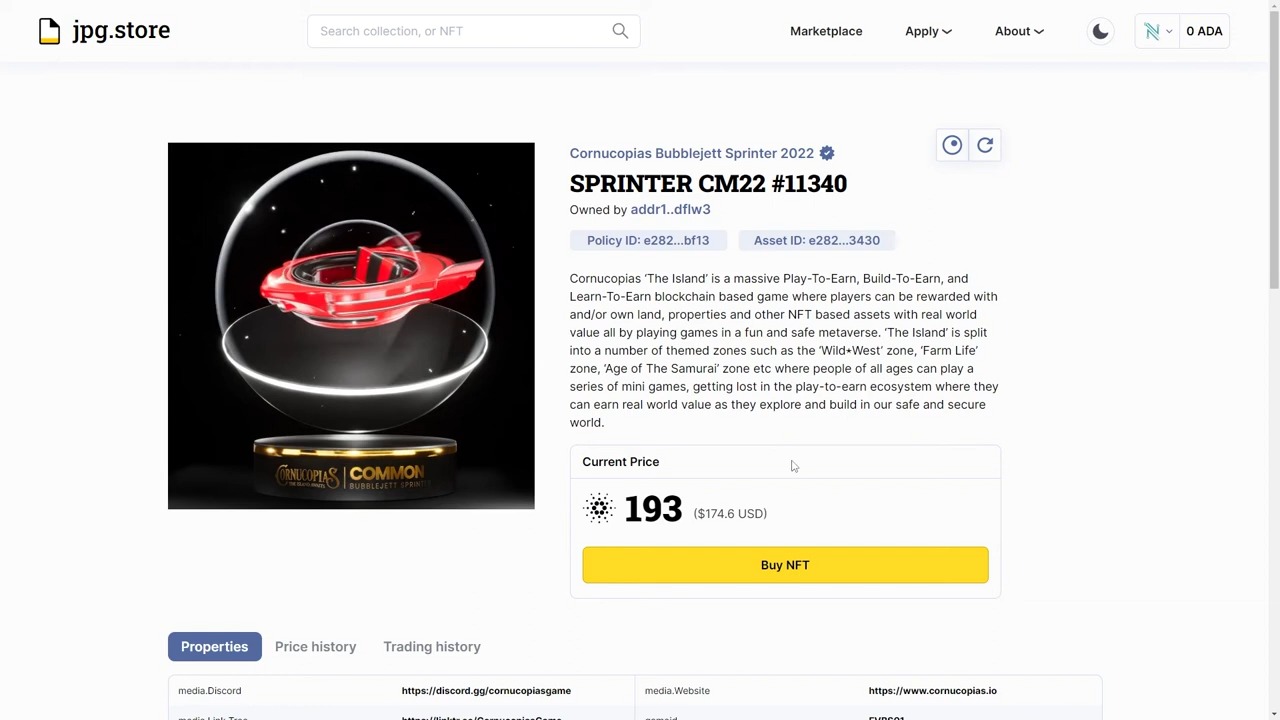 jpg.store
Search collection, or NFT
Marketplace
Apply
About
0 ADA
Cornucopias Bubblejett Sprinter 2022
SPRINTER CM22 #11340
Owned by addr1..dflw3
Policy ID: e282...bf13
Asset ID: e282...3430
Cornucopias ‘The Island’ is a massive Play-To-Earn, Build-To-Earn, and
Learn-To-Earn blockchain based game where players can be rewarded with
and/or own land, properties and other NFT based assets with real world
value all by playing games in a fun and safe metaverse. ‘The Island’ is split
into a number of themed zones such as the ‘Wild⋆West’ zone, ‘Farm Life’
zone, ‘Age of The Samurai’ zone etc where people of all ages can play a
series of mini games, getting lost in the play-to-earn ecosystem where they
can earn real world value as they explore and build in our safe and secure
world.
CORNUCOPIAS
COMMON
BUBBLEJETT SPRINTER
Current Price
193 ($174.6 USD)
Buy NFT
Properties
Price history
Trading history
media.Discord
https://discord.gg/cornucopiasgame
media.Website
https://www.cornucopias.io